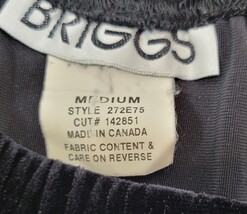 BRIGGS
MEDIUM
STYLE 272E75
CUT# 142851
MADE IN CANADA
FABRIC CONTENT &
CARE ON REVERSE